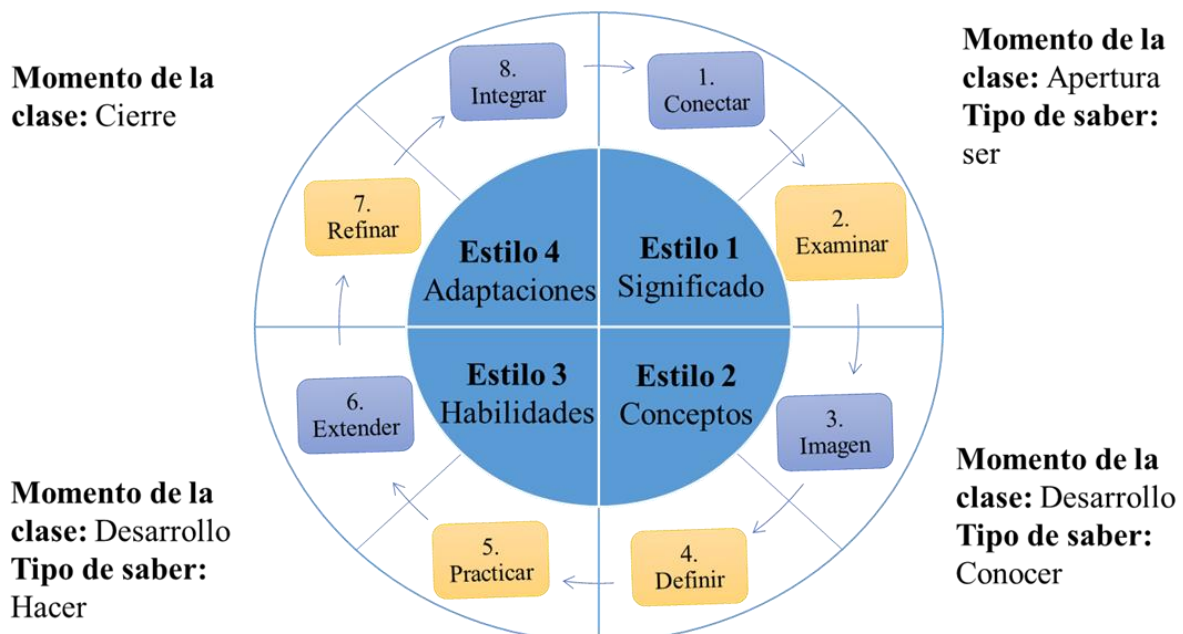 Momento de la
clase: Cierre
8.
Integrar
1.
Conectar
Momento de la
clase: Apertura
Tipo de saber:
ser
7.
Refinar
2.
Examinar
Estilo 4
Adaptaciones
Estilo 1
Significado
Estilo 3
Habilidades
Estilo 2
Conceptos
6.
Extender
3.
Imagen
Momento de la
clase: Desarrollo
Tipo de saber:
Hacer
5.
Practicar
4.
Definir
Momento de la
clase: Desarrollo
Tipo de saber:
Conocer